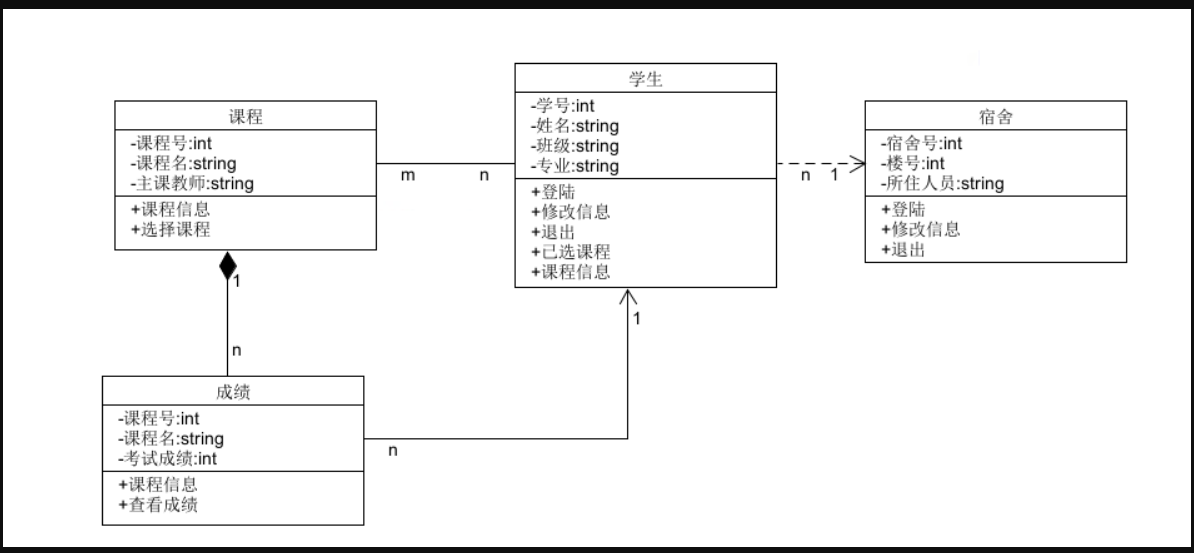 课程
-课程号:int
-课程名:string
-主课教师:string
+课程信息
+选择课程
m
n
学生
-学号:int
-姓名:string
-班级:string
-专业:string
+登陆
+修改信息
+退出
+已选课程
+课程信息
n
1
宿舍
-宿舍号:int
-楼号:int
-所住人员:string
+登陆
+修改信息
+退出
1
n
成绩
-课程号:int
-课程名:string
-考试成绩:int
+课程信息
+查看成绩
n
1